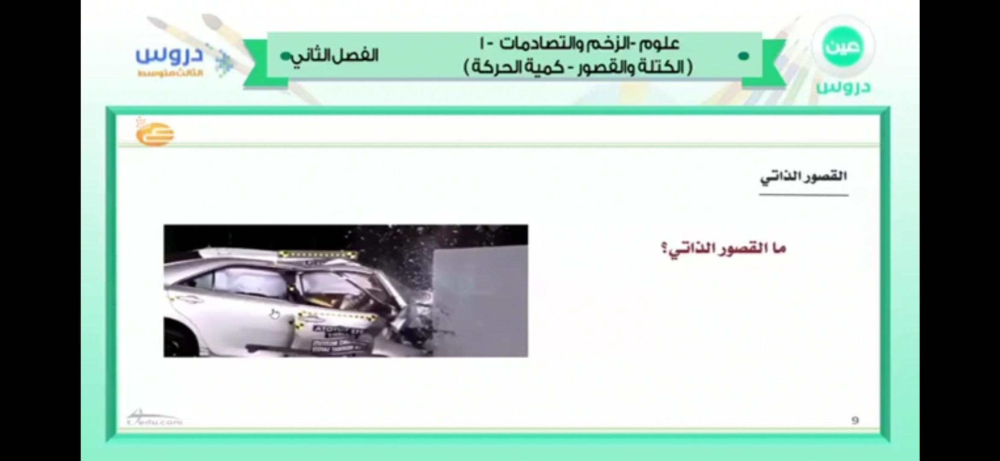 علوم -الزخم والتصادمات - ١
(الكتلة والقصور - كمية الحركة)
الفصل الثاني
عين
دروس
دروس
الثالث متوسط
القصور الذاتي
ما القصور الذاتي؟
edu.com
9